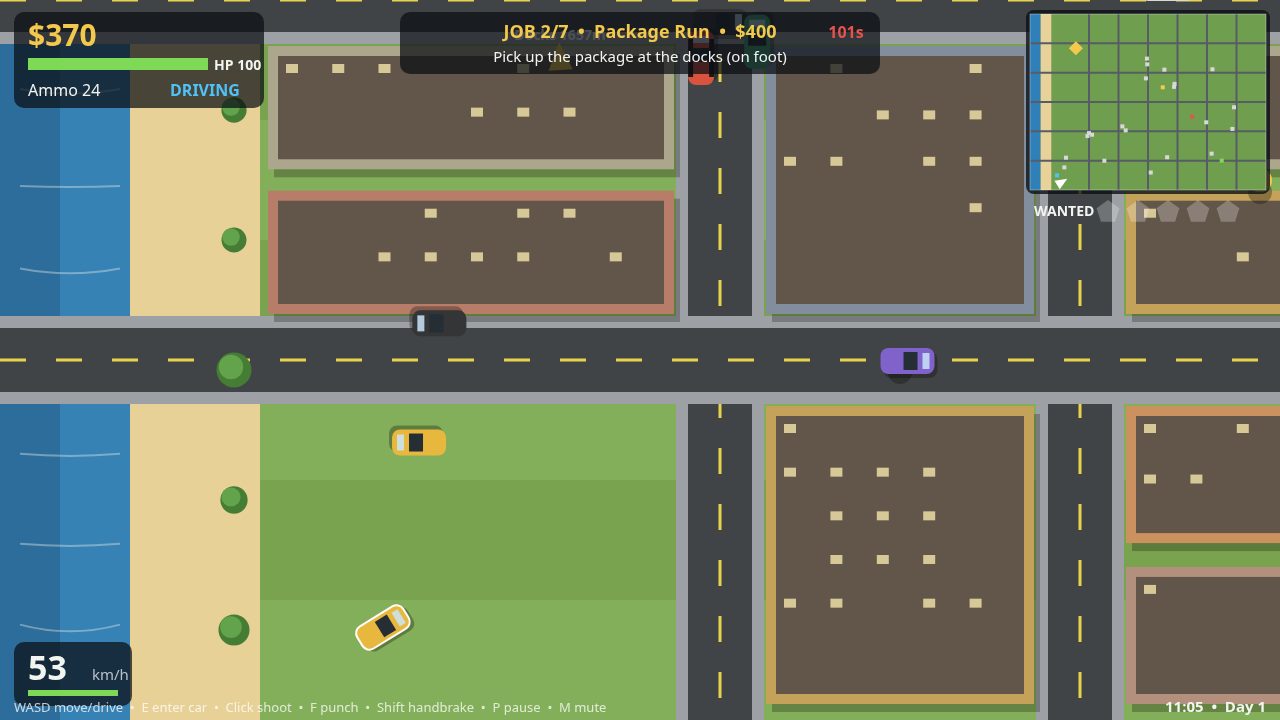 $370
HP 100
Ammo 24
DRIVING
JOB 2/7 • Package Run • $400
101s
Pick up the package at the docks (on foot)
WANTED
53 km/h
WASD move/drive • E enter car • Click shoot • F punch • Shift handbrake • P pause • M mute
11:05 • Day 1